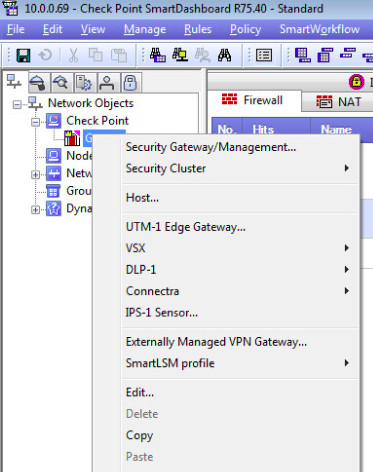 10.0.0.69 - Check Point SmartDashboard R75.40 - Standard
File Edit View Manage Rules Policy SmartWorkflow
Network Objects
Check Point
G
Node
Netw
Grou
Dyna
Firewall NAT
No. Hits Name
Security Gateway/Management...
Security Cluster
Host...
UTM-1 Edge Gateway...
VSX
DLP-1
Connectra
IPS-1 Sensor...
Externally Managed VPN Gateway...
SmartLSM profile
Edit...
Delete
Copy
Paste